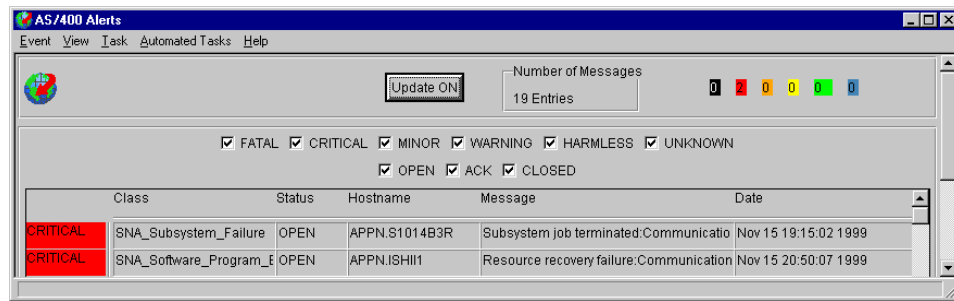 AS/400 Alerts
Event View Task Automated Tasks Help
Update ON
Number of Messages
19 Entries
0 2 0 0 0 0
FATAL CRITICAL MINOR WARNING HARMLESS UNKNOWN
OPEN ACK CLOSED
Class Status Hostname Message Date
CRITICAL SNA_Subsystem_Failure OPEN APPN.S1014B3R Subsystem job terminated:Communicatio Nov 15 19:15:02 1999
CRITICAL SNA_Software_Program_E OPEN APPN.ISHII1 Resource recovery failure:Communication Nov 15 20:50:07 1999